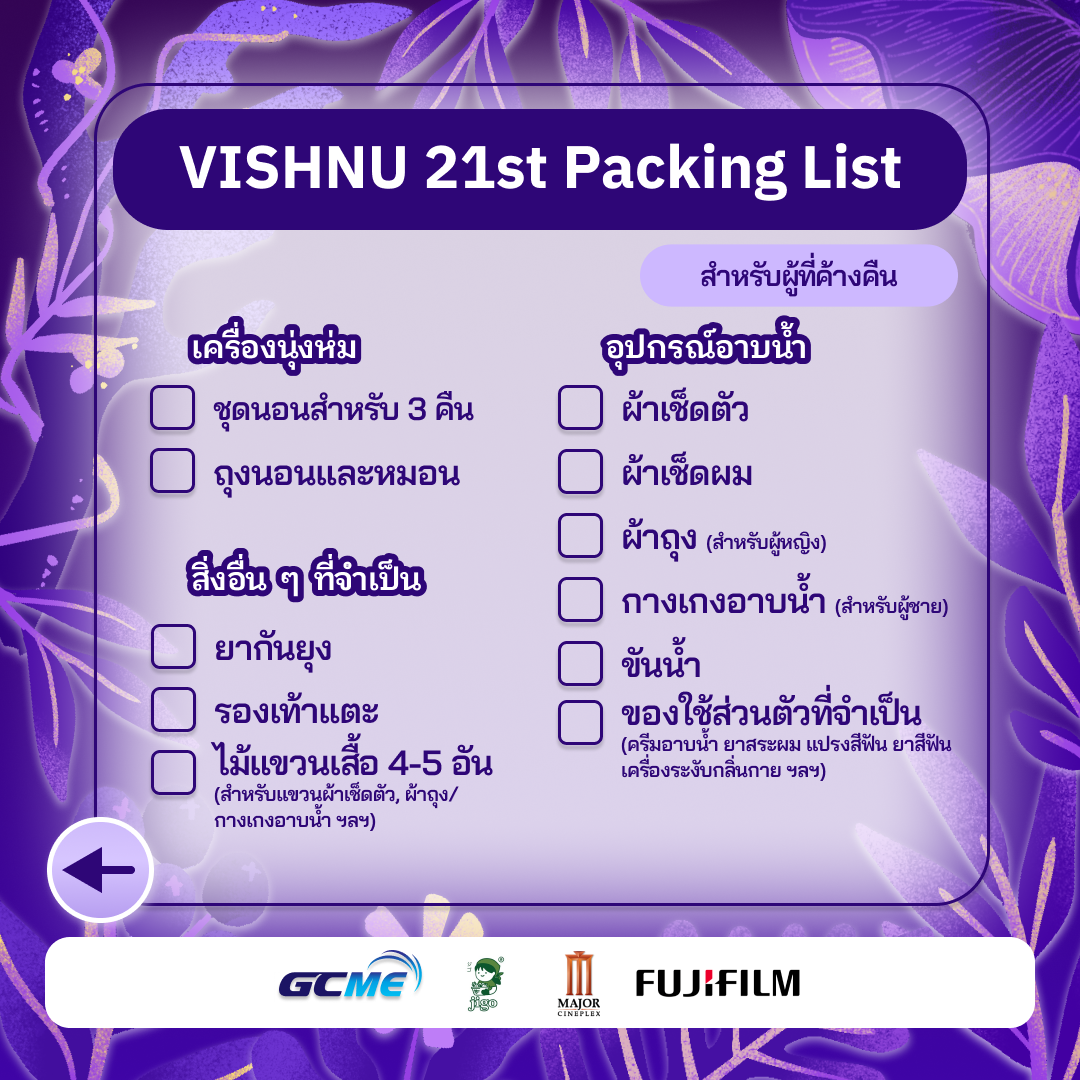 VISHNU 21st Packing List
สำหรับผู้ที่ค้างคืน
เครื่องนุ่งห่ม
ชุดนอนสำหรับ 3 คืน
ถุงนอนและหมอน
สิ่งอื่น ๆ ที่จำเป็น
ยากันยุง
รองเท้าแตะ
ไม้แขวนเสื้อ 4-5 อัน
(สำหรับแขวนผ้าเช็ดตัว, ผ้าถุง/
กางเกงอาบน้ำ ฯลฯ)
อุปกรณ์อาบน้ำ
ผ้าเช็ดตัว
ผ้าเช็ดผม
ผ้าถุง (สำหรับผู้หญิง)
กางเกงอาบน้ำ (สำหรับผู้ชาย)
ขันน้ำ
ของใช้ส่วนตัวที่จำเป็น
(ครีมอาบน้ำ ยาสระผม แปรงสีฟัน ยาสีฟัน
เครื่องระงับกลิ่นกาย ฯลฯ)
GCME
jigo
MAJOR
CINEPLEX
FUJIFILM